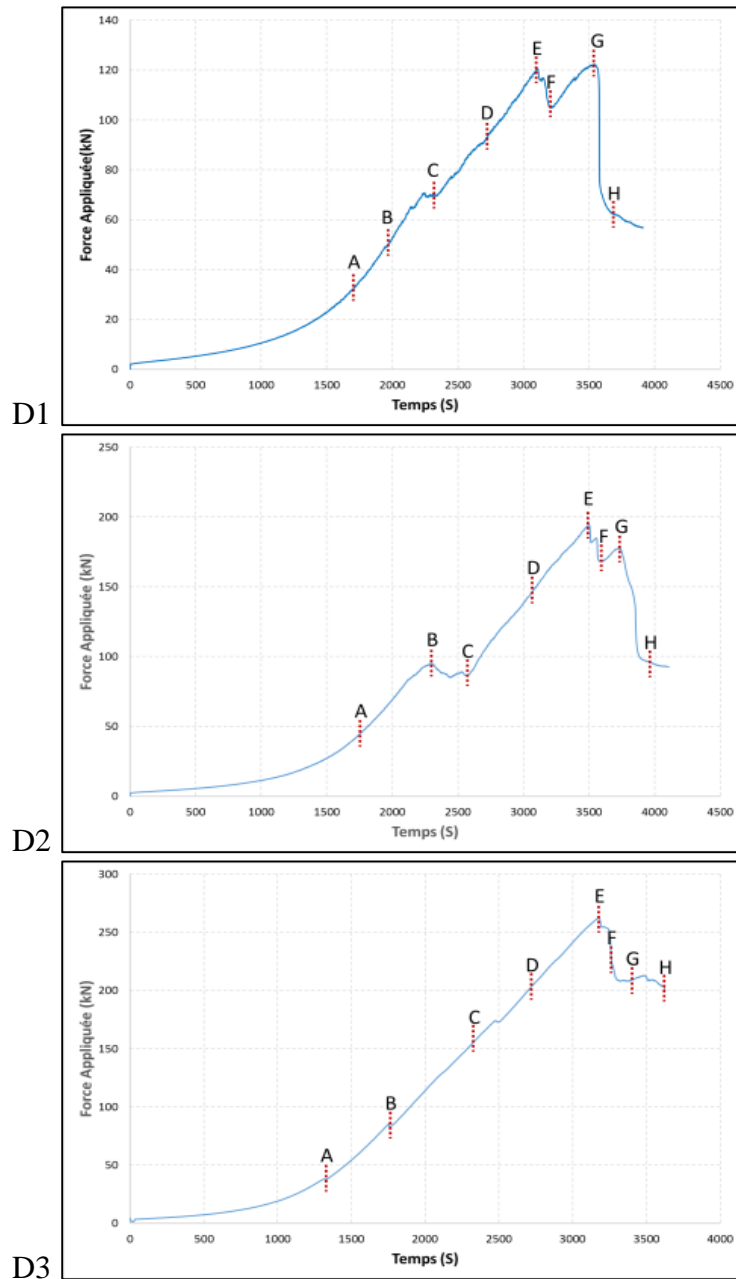 140
120
100
80
60
40
20
0
Force Appliquée(kN)
A
B
C
D
E
F
G
H
0 500 1000 1500 2000 2500 3000 3500 4000 4500
Temps (S)
D1
250
200
150
100
50
0
Force Appliquée (kN)
A
B
C
D
E
F
G
H
0 500 1000 1500 2000 2500 3000 3500 4000 4500
Temps (S)
D2
300
250
200
150
100
50
0
Force Appliquée (kN)
A
B
C
D
E
F
G
H
0 500 1000 1500 2000 2500 3000 3500 4000
Temps (S)
D3